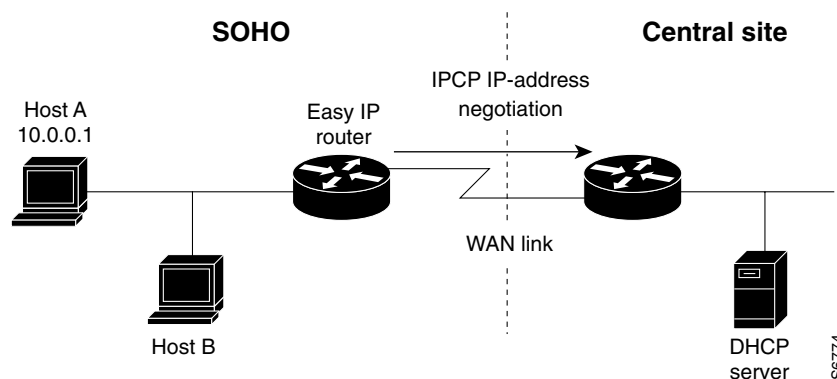 SOHO
Central site
IPCP IP-address
negotiation
Host A
10.0.0.1
Easy IP
router
WAN link
Host B
DHCP
server
S6774